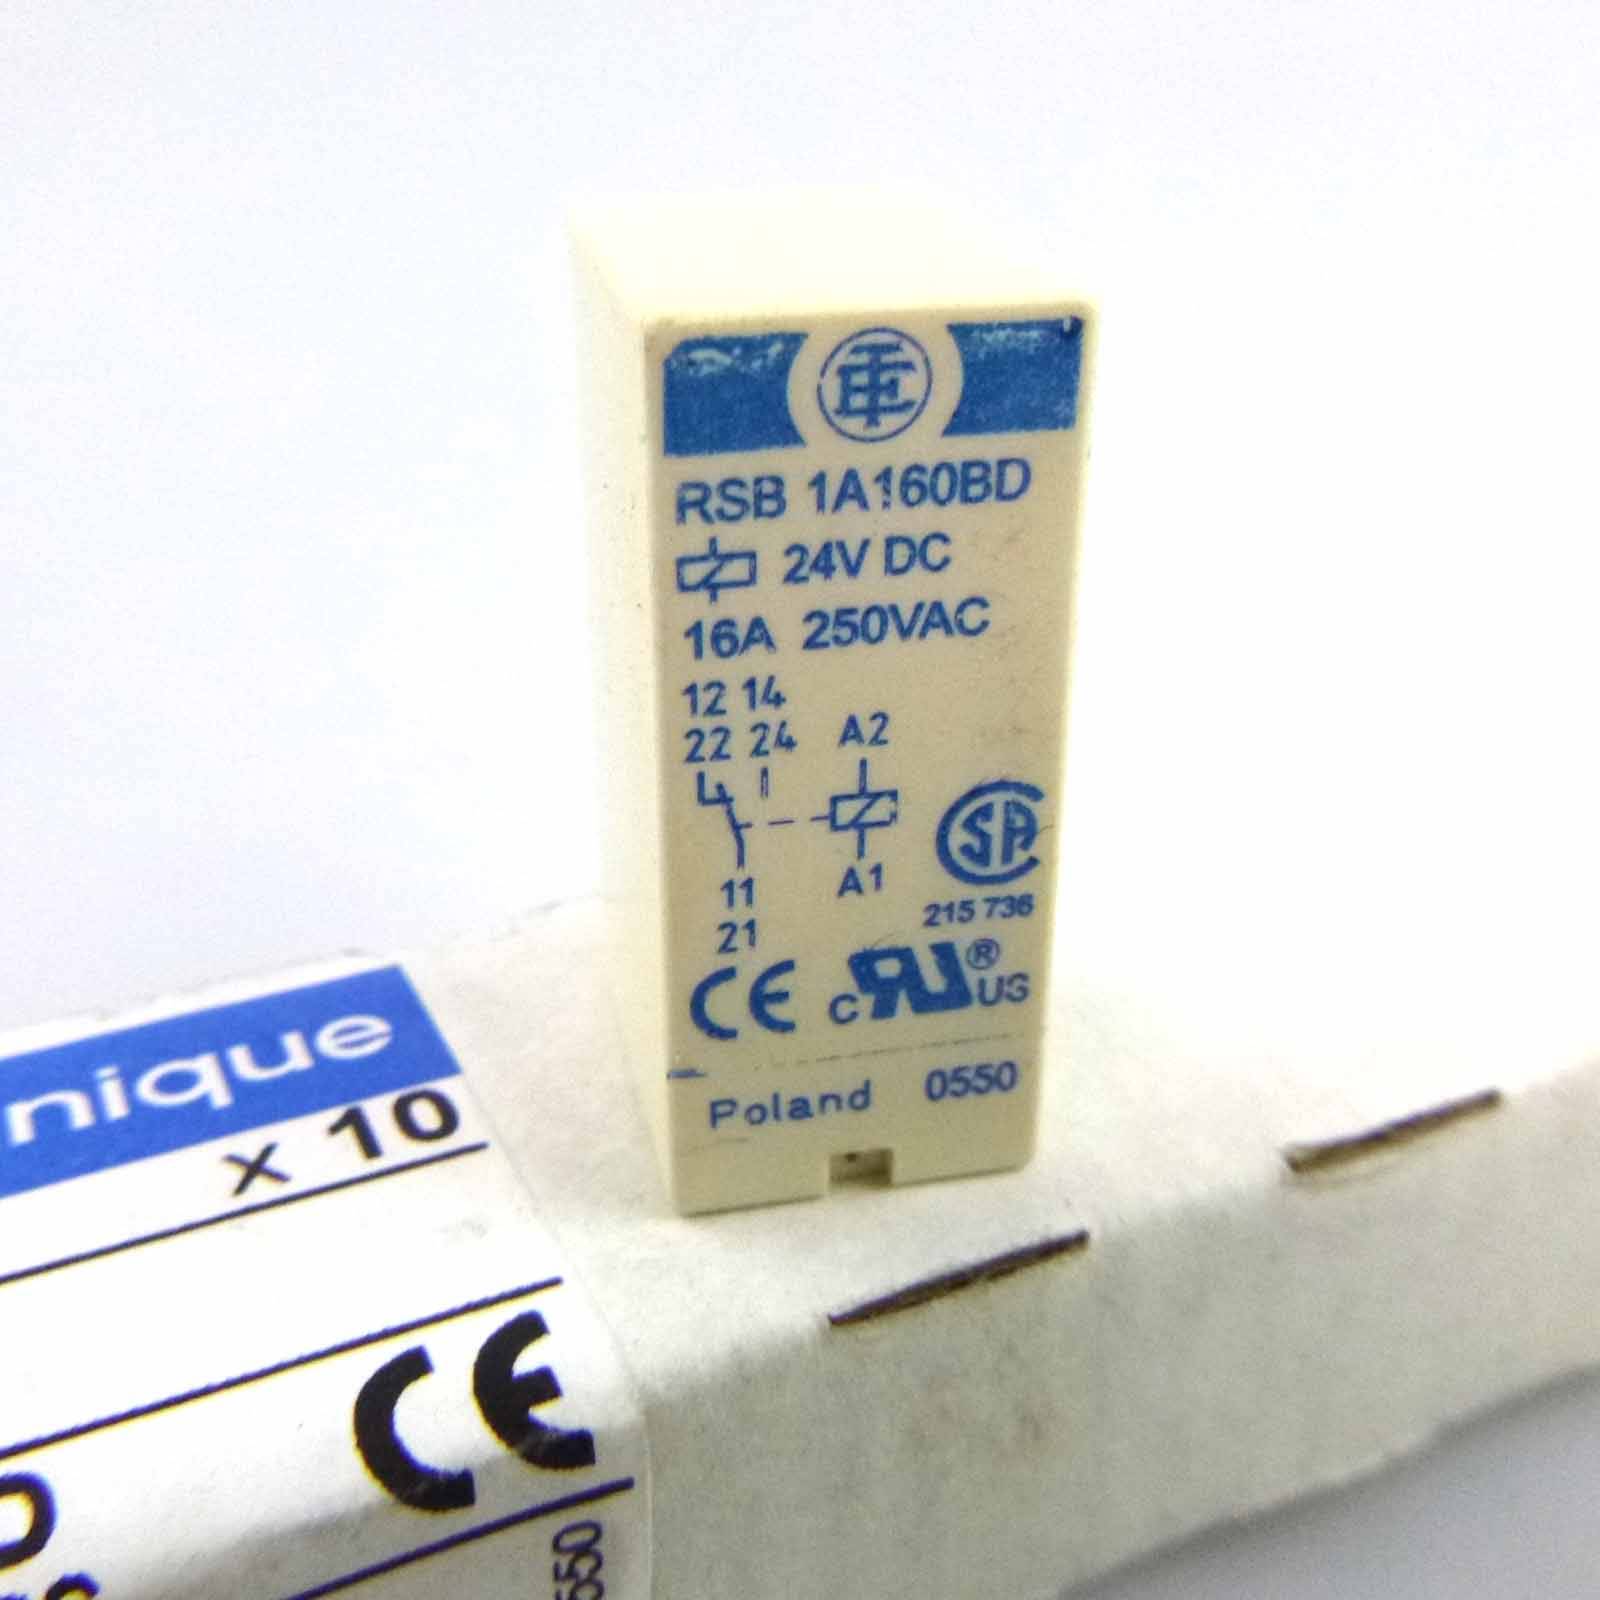 RSB 1A160BD
24V DC
16A 250VAC
12 14
22 24 A2
11 A1
21
215 736
CE c RU® US
Poland 0550
nique
x 10
CE
550